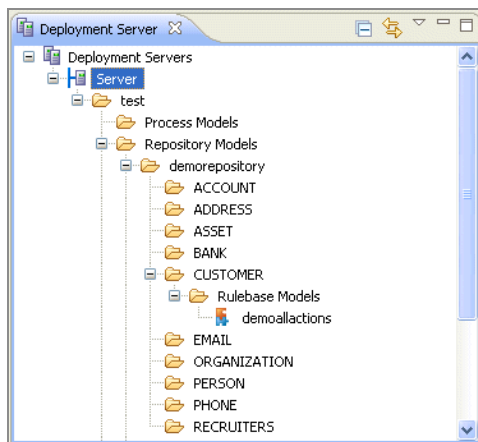 Deployment Server
Deployment Servers
Server
test
Process Models
Repository Models
demorepository
ACCOUNT
ADDRESS
ASSET
BANK
CUSTOMER
Rulebase Models
demoallactions
EMAIL
ORGANIZATION
PERSON
PHONE
RECRUITERS